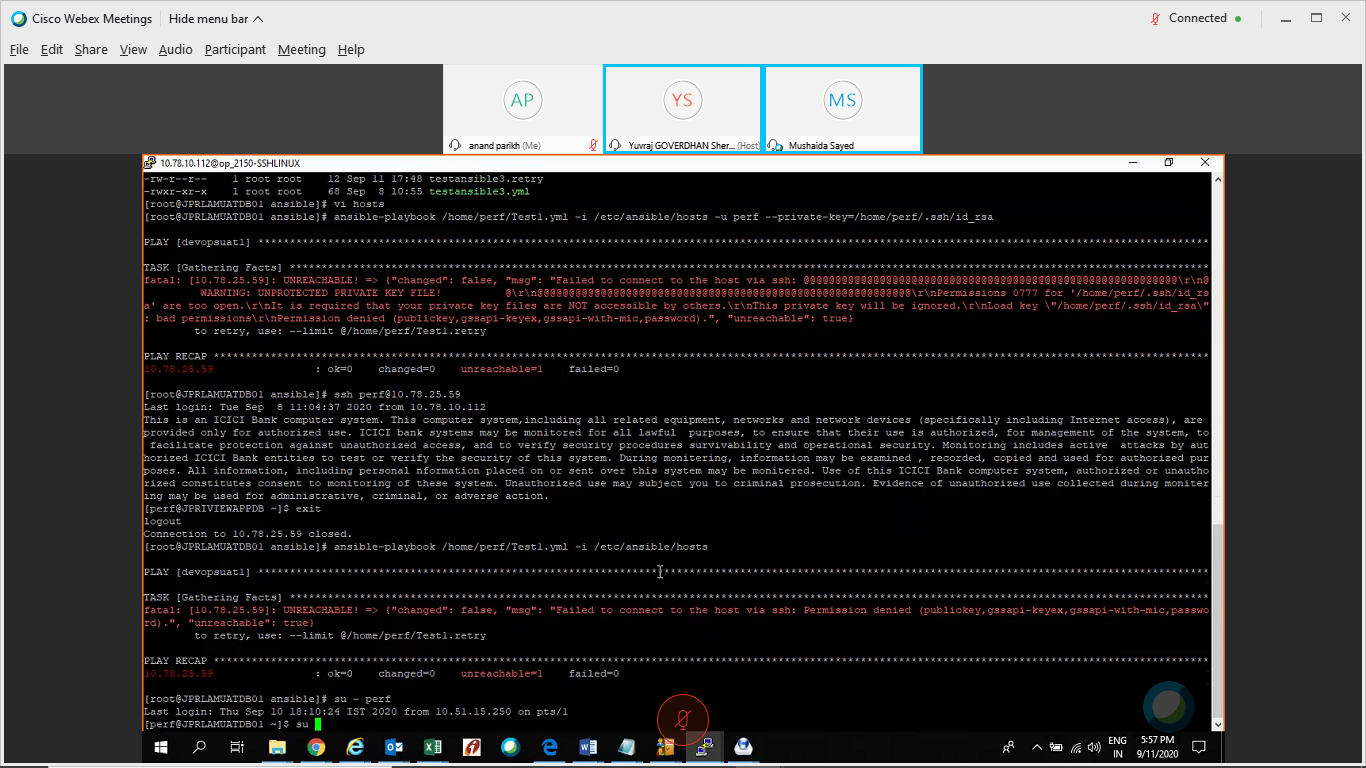 Cisco Webex Meetings
Hide menu bar
Connected
File Edit Share View Audio Participant Meeting Help
AP
YS
MS
anand parikh (Me)
Yuvraj GOVERDHAN Sher... (Host)
Mushaida Sayed
10.78.10.112@op_2150-SSHLINUX
-rw-r--r-- 1 root root 12 Sep 11 17:48 testansible3.retry
-rwxr-xr-x 1 root root 68 Sep 8 10:55 testansible3.yml
[root@JPRLAMUATDB01 ansible]# vi hosts
[root@JPRLAMUATDB01 ansible]# ansible-playbook /home/perf/Test1.yml -i /etc/ansible/hosts -u perf --private-key=/home/perf/.ssh/id_rsa
PLAY [devopsuat1] ****************************************************************************************************************************************************
TASK [Gathering Facts] ***********************************************************************************************************************************************
fatal: [10.78.25.59]: UNREACHABLE! => {"changed": false, "msg": "Failed to connect to the host via ssh: @@@@@@@@@@@@@@@@@@@@@@@@@@@@@@@@@@@@@@@@@@@@@@@@@@@@@@@@@@@\r\n@
WARNING: UNPROTECTED PRIVATE KEY FILE! @\r\n@@@@@@@@@@@@@@@@@@@@@@@@@@@@@@@@@@@@@@@@@@@@@@@@@@@@@@@@@@@\r\nPermissions 0777 for '/home/perf/.ssh/id_rs
a' are too open.\r\nIt is required that your private key files are NOT accessible by others.\r\nThis private key will be ignored.\r\nLoad key \"/home/perf/.ssh/id_rsa\"
: bad permissions\r\nPermission denied (publickey,gssapi-keyex,gssapi-with-mic,password).", "unreachable": true}
to retry, use: --limit @/home/perf/Test1.retry
PLAY RECAP ***********************************************************************************************************************************************************
10.78.25.59 : ok=0 changed=0 unreachable=1 failed=0
[root@JPRLAMUATDB01 ansible]# ssh perf@10.78.25.59
Last login: Tue Sep 8 11:04:37 2020 from 10.78.10.112
This is an ICICI Bank computer system. This computer system,including all related equipment, networks and network devices (specifically including Internet access), are
provided only for authorized use. ICICI bank systems may be monitored for all lawful purposes, to ensure that their use is authorized, for management of the system, to
facilitate protection against unauthorized access, and to verify security procedures survivability and operational security. Monitoring includes active attacks by aut
horized ICICI Bank entities to test or verify the security of this system. During monitering, information may be examined , recorded, copied and used for authorized pur
poses. All information, including personal nformation placed on or sent over this system may be monitered. Use of this ICICI Bank computer system, authorized or unautho
rized constitutes consent to monitoring of these system. Unauthorized use may subject you to criminal prosecution. Evidence of unauthorized use collected during moniter
ing may be used for administrative, criminal, or adverse action.
[perf@JPRIVIEWAPPDB ~]$ exit
logout
Connection to 10.78.25.59 closed.
[root@JPRLAMUATDB01 ansible]# ansible-playbook /home/perf/Test1.yml -i /etc/ansible/hosts
PLAY [devopsuat1] ****************************************************************************************************************************************************
TASK [Gathering Facts] ***********************************************************************************************************************************************
fatal: [10.78.25.59]: UNREACHABLE! => {"changed": false, "msg": "Failed to connect to the host via ssh: Permission denied (publickey,gssapi-keyex,gssapi-with-mic,passwo
rd).", "unreachable": true}
to retry, use: --limit @/home/perf/Test1.retry
PLAY RECAP ***********************************************************************************************************************************************************
10.78.25.59 : ok=0 changed=0 unreachable=1 failed=0
[root@JPRLAMUATDB01 ansible]# su - perf
Last login: Thu Sep 10 18:10:24 IST 2020 from 10.51.15.250 on pts/1
[perf@JPRLAMUATDB01 ~]$ su
ENG
IN
5:57 PM
9/11/2020